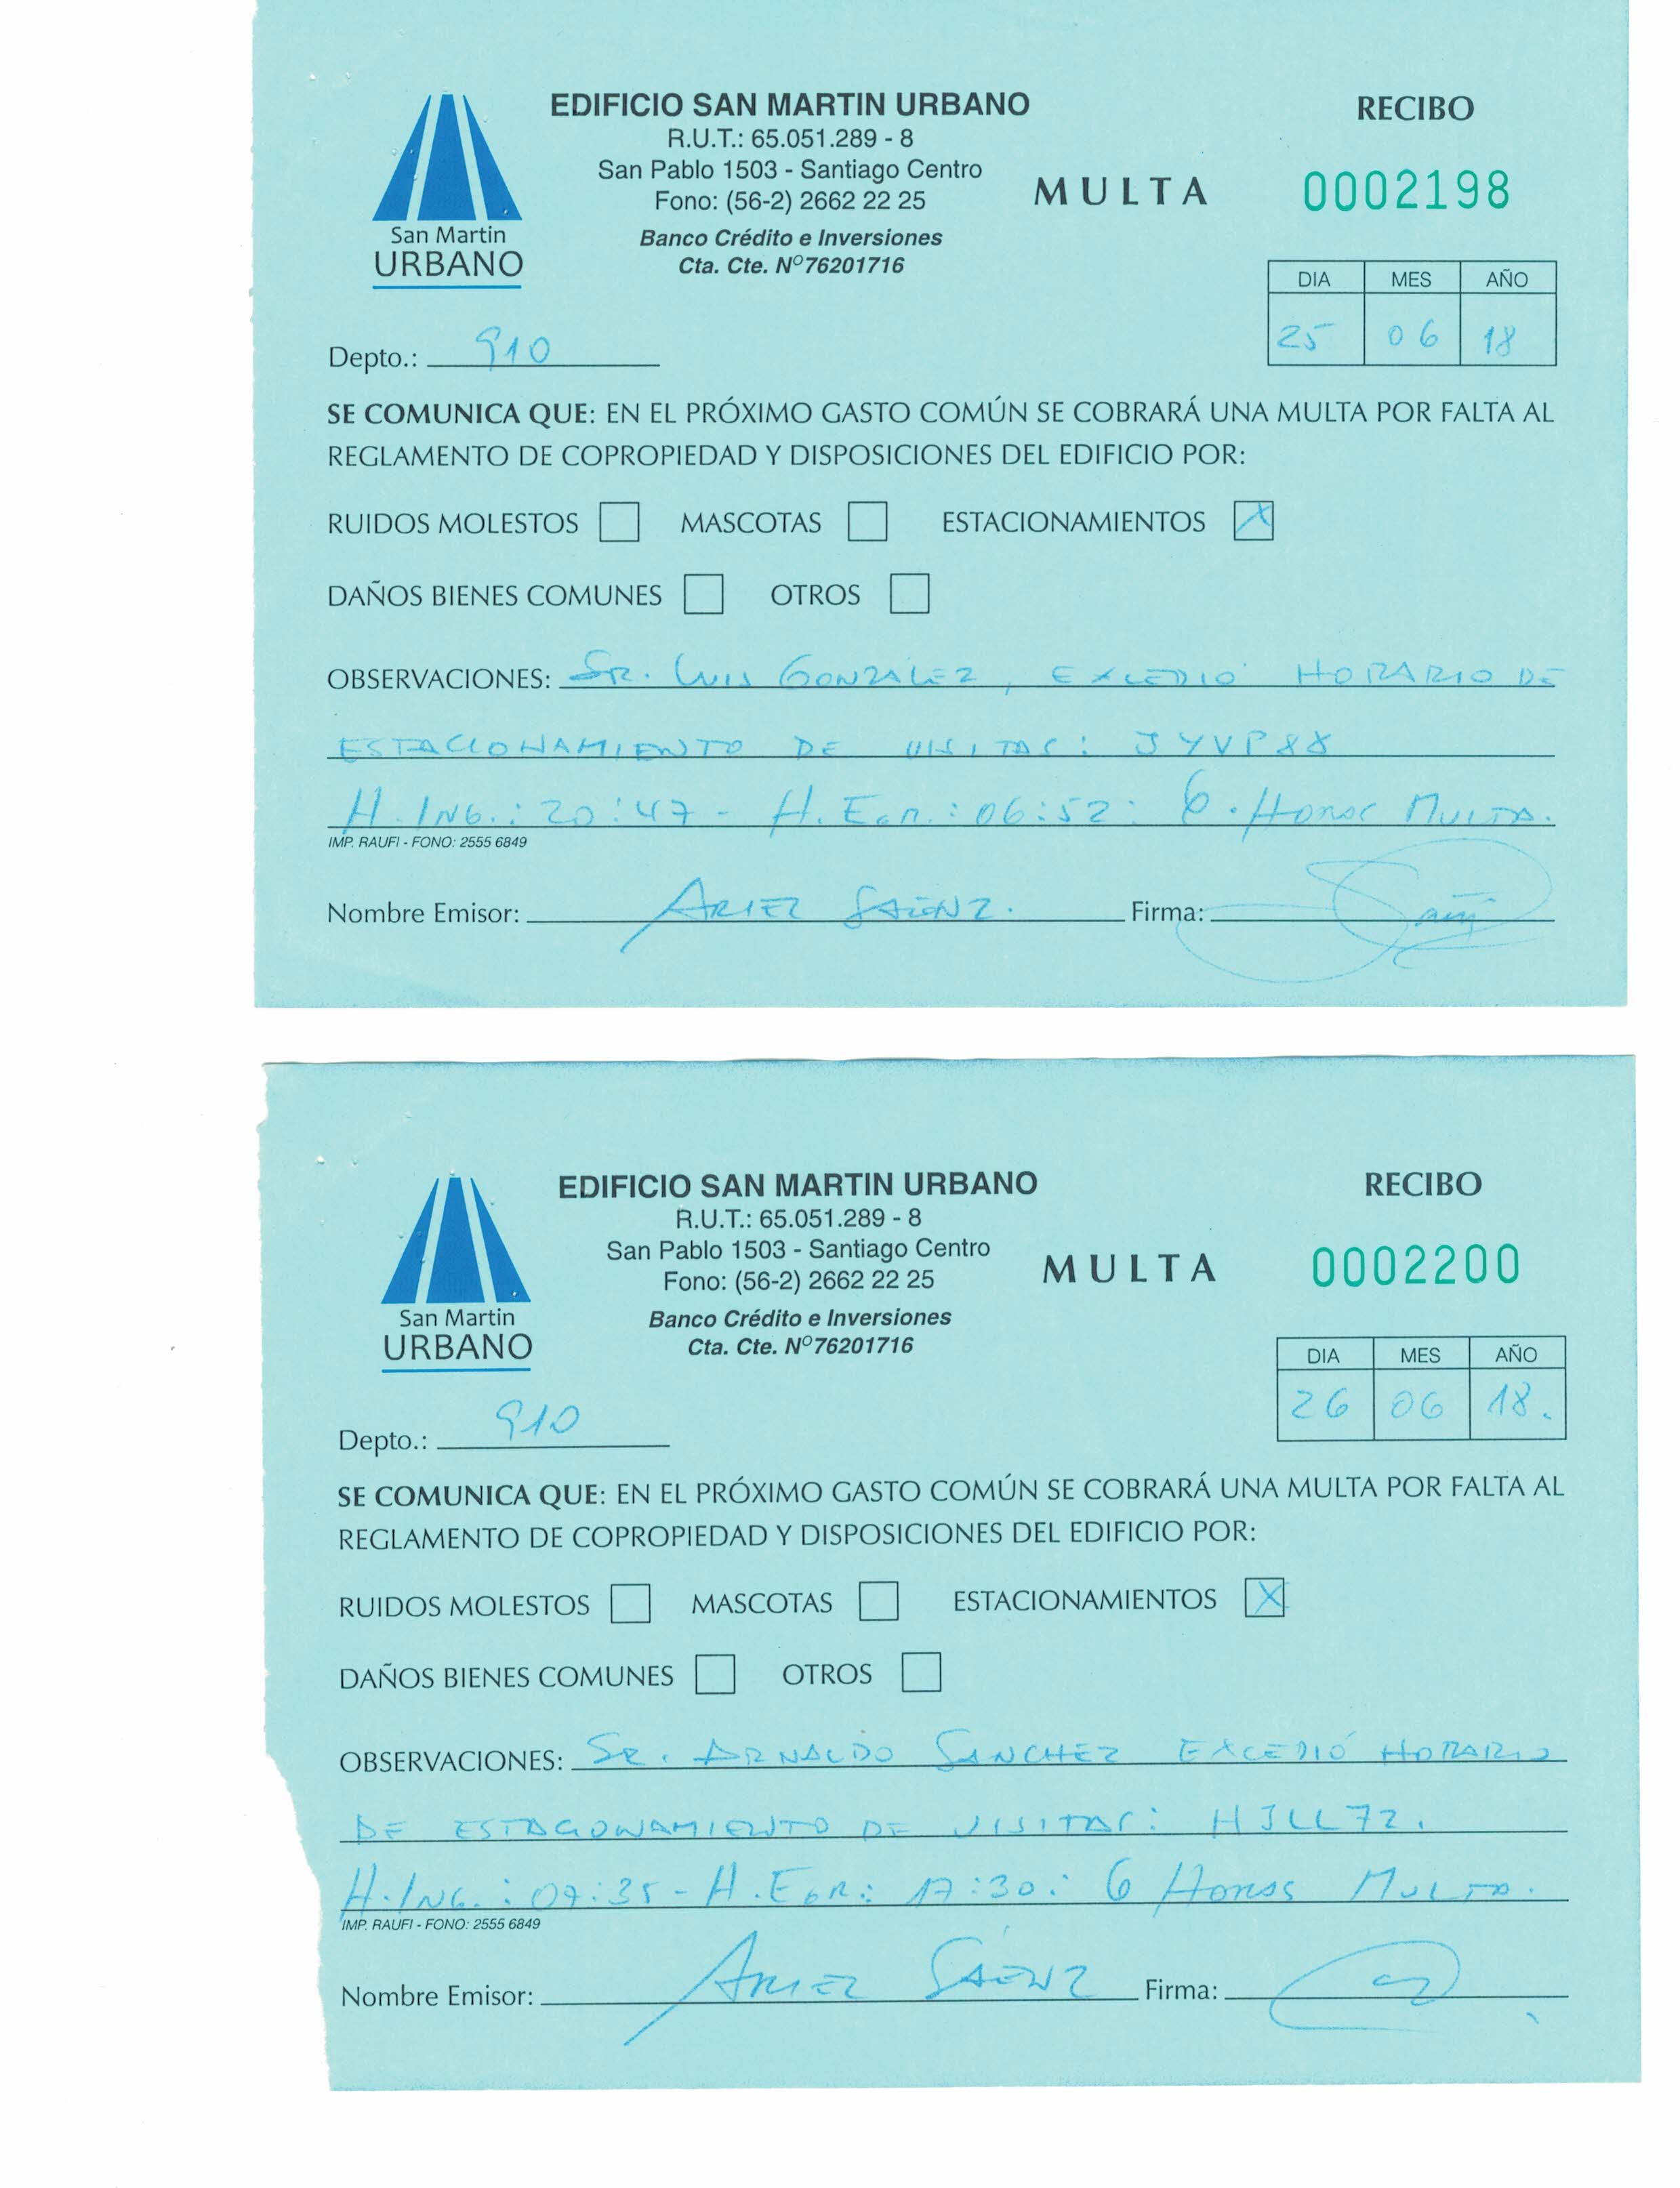 EDIFICIO SAN MARTIN URBANO
R.U.T.: 65.051.289 - 8
San Pablo 1503 - Santiago Centro
Fono: (56-2) 2662 22 25
Banco Crédito e Inversiones
Cta. Cte. Nº 76201716
San Martin
URBANO
MULTA
RECIBO
0002198
DIA MES AÑO
25 06 18
Depto.: 910
SE COMUNICA QUE: EN EL PRÓXIMO GASTO COMÚN SE COBRARÁ UNA MULTA POR FALTA AL
REGLAMENTO DE COPROPIEDAD Y DISPOSICIONES DEL EDIFICIO POR:
RUIDOS MOLESTOS MASCOTAS ESTACIONAMIENTOS X
DAÑOS BIENES COMUNES OTROS
OBSERVACIONES: SR. LUIS GONZALEZ, EXCEDIÓ HORARIO DE
ESTACIONAMIENTO DE VISITAS: JYVP88
H. ING.: 20:47 - H. EGR.: 06:52: 6. HORAS MULTA.
IMP. RAUFI - FONO: 2555 6849
Nombre Emisor: ARIEL SAENZ. Firma:
EDIFICIO SAN MARTIN URBANO
R.U.T.: 65.051.289 - 8
San Pablo 1503 - Santiago Centro
Fono: (56-2) 2662 22 25
Banco Crédito e Inversiones
Cta. Cte. Nº 76201716
San Martin
URBANO
MULTA
RECIBO
0002200
DIA MES AÑO
26 06 18.
Depto.: 910
SE COMUNICA QUE: EN EL PRÓXIMO GASTO COMÚN SE COBRARÁ UNA MULTA POR FALTA AL
REGLAMENTO DE COPROPIEDAD Y DISPOSICIONES DEL EDIFICIO POR:
RUIDOS MOLESTOS MASCOTAS ESTACIONAMIENTOS X
DAÑOS BIENES COMUNES OTROS
OBSERVACIONES: SR. ARNALDO SANCHEZ EXCEDIÓ HORARIO
DE ESTACIONAMIENTO DE VISITAS: HJLL72.
H. ING.: 07:35 - H. EGR.: 17:30: 6 HORAS MULTA.
IMP. RAUFI - FONO: 2555 6849
Nombre Emisor: ARIEL SAENZ Firma: